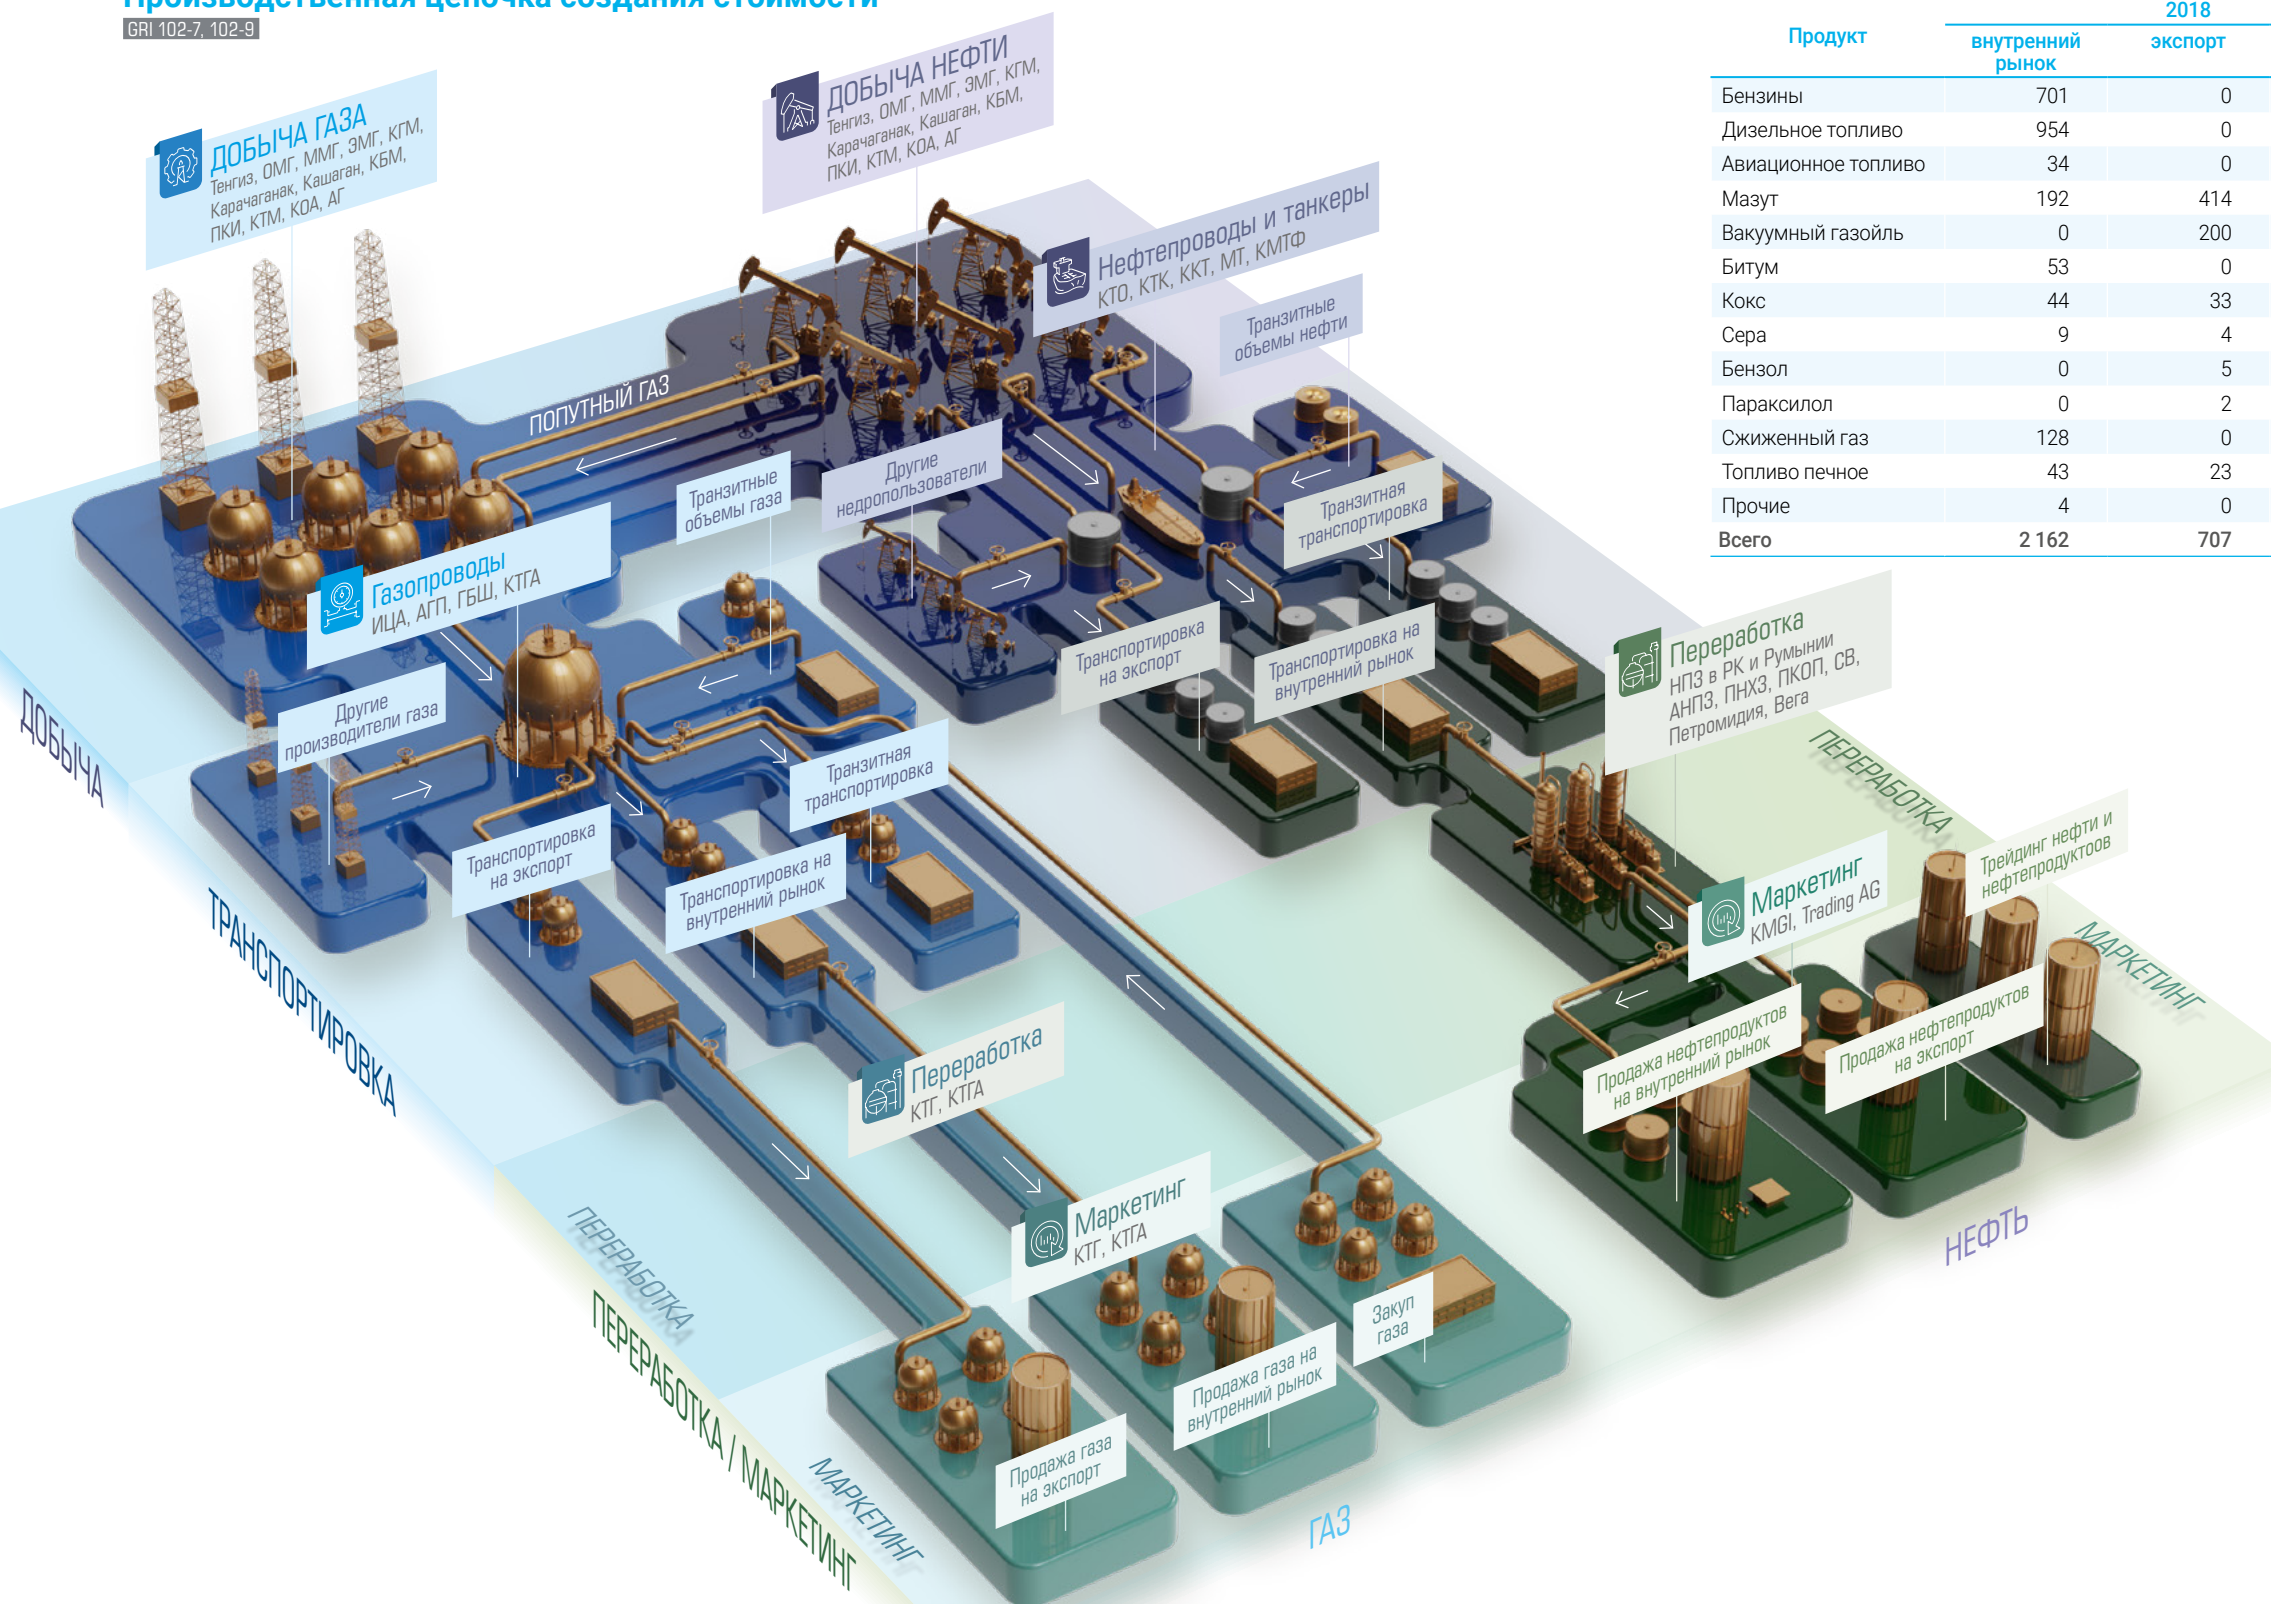 Производственная цепочка создания стоимости
GRI 102-7, 102-9
2018
Продукт
внутренний
рынок
экспорт
Бензины 701 0
Дизельное топливо 954 0
Авиационное топливо 34 0
Мазут 192 414
Вакуумный газойль 0 200
Битум 53 0
Кокс 44 33
Сера 9 4
Бензол 0 5
Параксилол 0 2
Сжиженный газ 128 0
Топливо печное 43 23
Прочие 4 0
Всего 2 162 707
ДОБЫЧА ГАЗА
Тенгиз, ОМГ, ММГ, ЭМГ, КГМ,
Карачаганак, Кашаган, КБМ,
ПКИ, КТМ, КОА, АГ
ДОБЫЧА НЕФТИ
Тенгиз, ОМГ, ММГ, ЭМГ, КГМ,
Карачаганак, Кашаган, КБМ,
ПКИ, КТМ, КОА, АГ
Нефтепроводы и танкеры
КТО, КТК, ККТ, МТ, КМТФ
Транзитные
объемы нефти
ПОПУТНЫЙ ГАЗ
Другие
недропользователи
Транзитные
объемы газа
Транзитная
транспортировка
Газопроводы
ИЦА, АГП, ГБШ, КТГА
Транспортировка
на экспорт
Транспортировка на
внутренний рынок
Переработка
НПЗ в РК и Румынии
АНПЗ, ПНХЗ, ПКОП, СВ,
Петромидия, Вега
Другие
производители газа
ДОБЫЧА
Транзитная
транспортировка
ПЕРЕРАБОТКА
Транспортировка
на экспорт
Транспортировка на
внутренний рынок
Маркетинг
KMGI, Trading AG
Трейдинг нефти и
нефтепродуктоов
МАРКЕТИНГ
ТРАНСПОРТИРОВКА
Переработка
КТГ, КТГА
Продажа нефтепродуктов
на внутренний рынок
Продажа нефтепродуктов
на экспорт
Маркетинг
КТГ, КТГА
НЕФТЬ
ПЕРЕРАБОТКА
Закуп
газа
Продажа газа на
внутренний рынок
ПЕРЕРАБОТКА / МАРКЕТИНГ
Продажа газа
на экспорт
МАРКЕТИНГ
ГАЗ